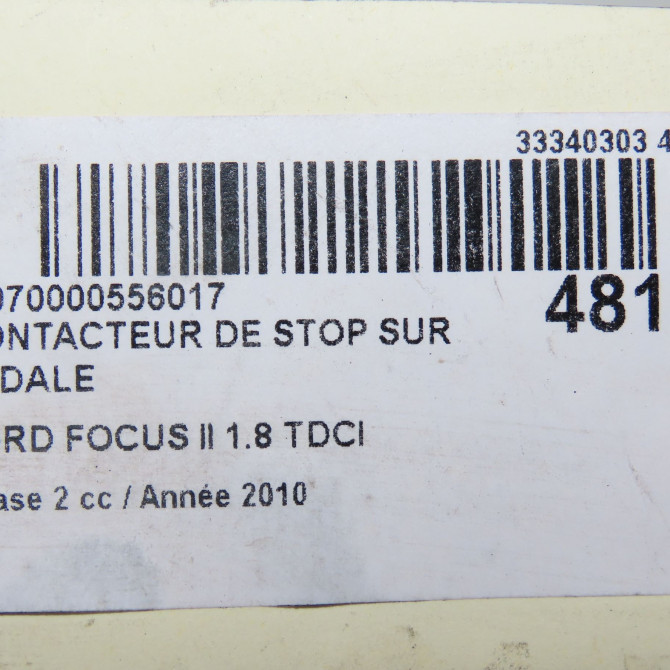 33340303 4
070000556017
481
ONTACTEUR DE STOP SUR
DALE
RD FOCUS II 1.8 TDCI
ase 2 cc / Année 2010